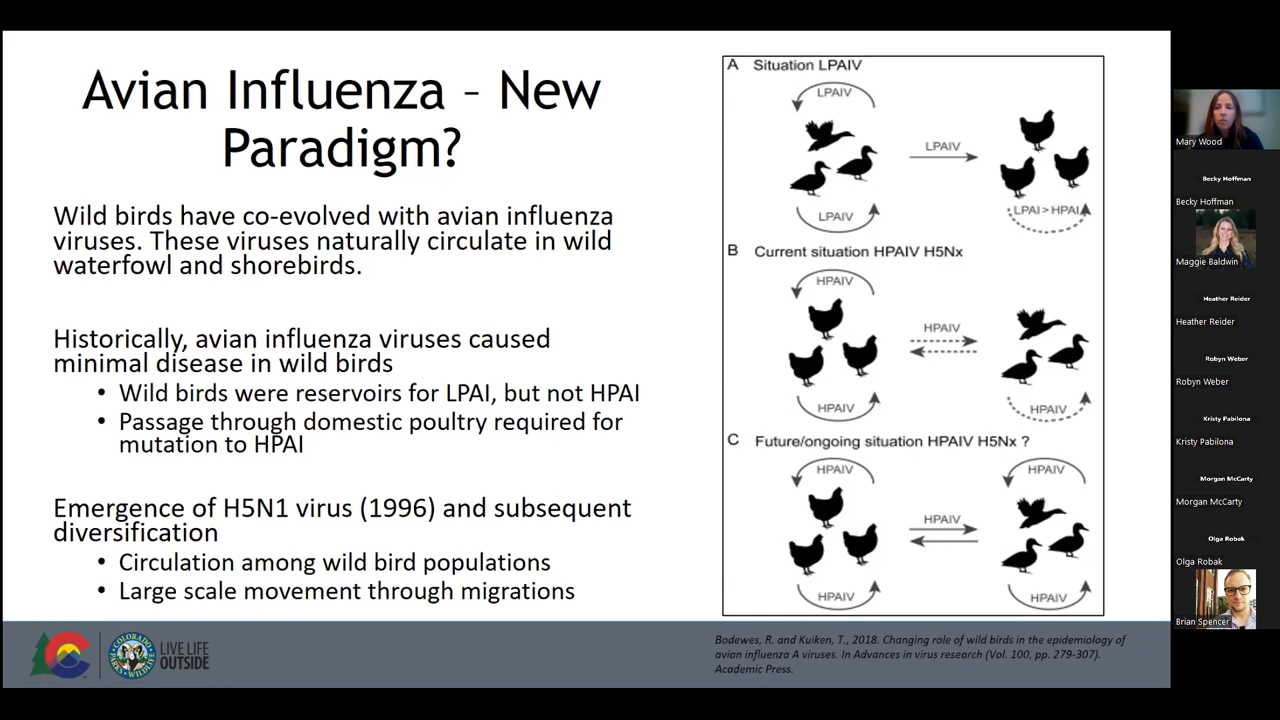 Avian Influenza – New
Paradigm?
Wild birds have co-evolved with avian influenza
viruses. These viruses naturally circulate in wild
waterfowl and shorebirds.
Historically, avian influenza viruses caused
minimal disease in wild birds
• Wild birds were reservoirs for LPAI, but not HPAI
• Passage through domestic poultry required for
mutation to HPAI
Emergence of H5N1 virus (1996) and subsequent
diversification
• Circulation among wild bird populations
• Large scale movement through migrations
A Situation LPAIV
LPAIV
LPAIV
LPAIV
LPAI>HPAI
B Current situation HPAIV H5Nx
HPAIV
HPAIV
HPAIV
HPAIV
C Future/ongoing situation HPAIV H5Nx ?
HPAIV
HPAIV
HPAIV
HPAIV
HPAIV
COLORADO
PARKS
WILDLIFE
LIVE LIFE
OUTSIDE
Bodewes, R. and Kuiken, T., 2018. Changing role of wild birds in the epidemiology of
avian influenza A viruses. In Advances in virus research (Vol. 100, pp. 279-307).
Academic Press.
Mary Wood
Becky Hoffman
Becky Hoffman
Maggie Baldwin
Heather Reider
Heather Reider
Robyn Weber
Robyn Weber
Kristy Pabilona
Kristy Pabilona
Morgan McCarty
Morgan McCarty
Olga Robak
Olga Robak
Brian Spencer